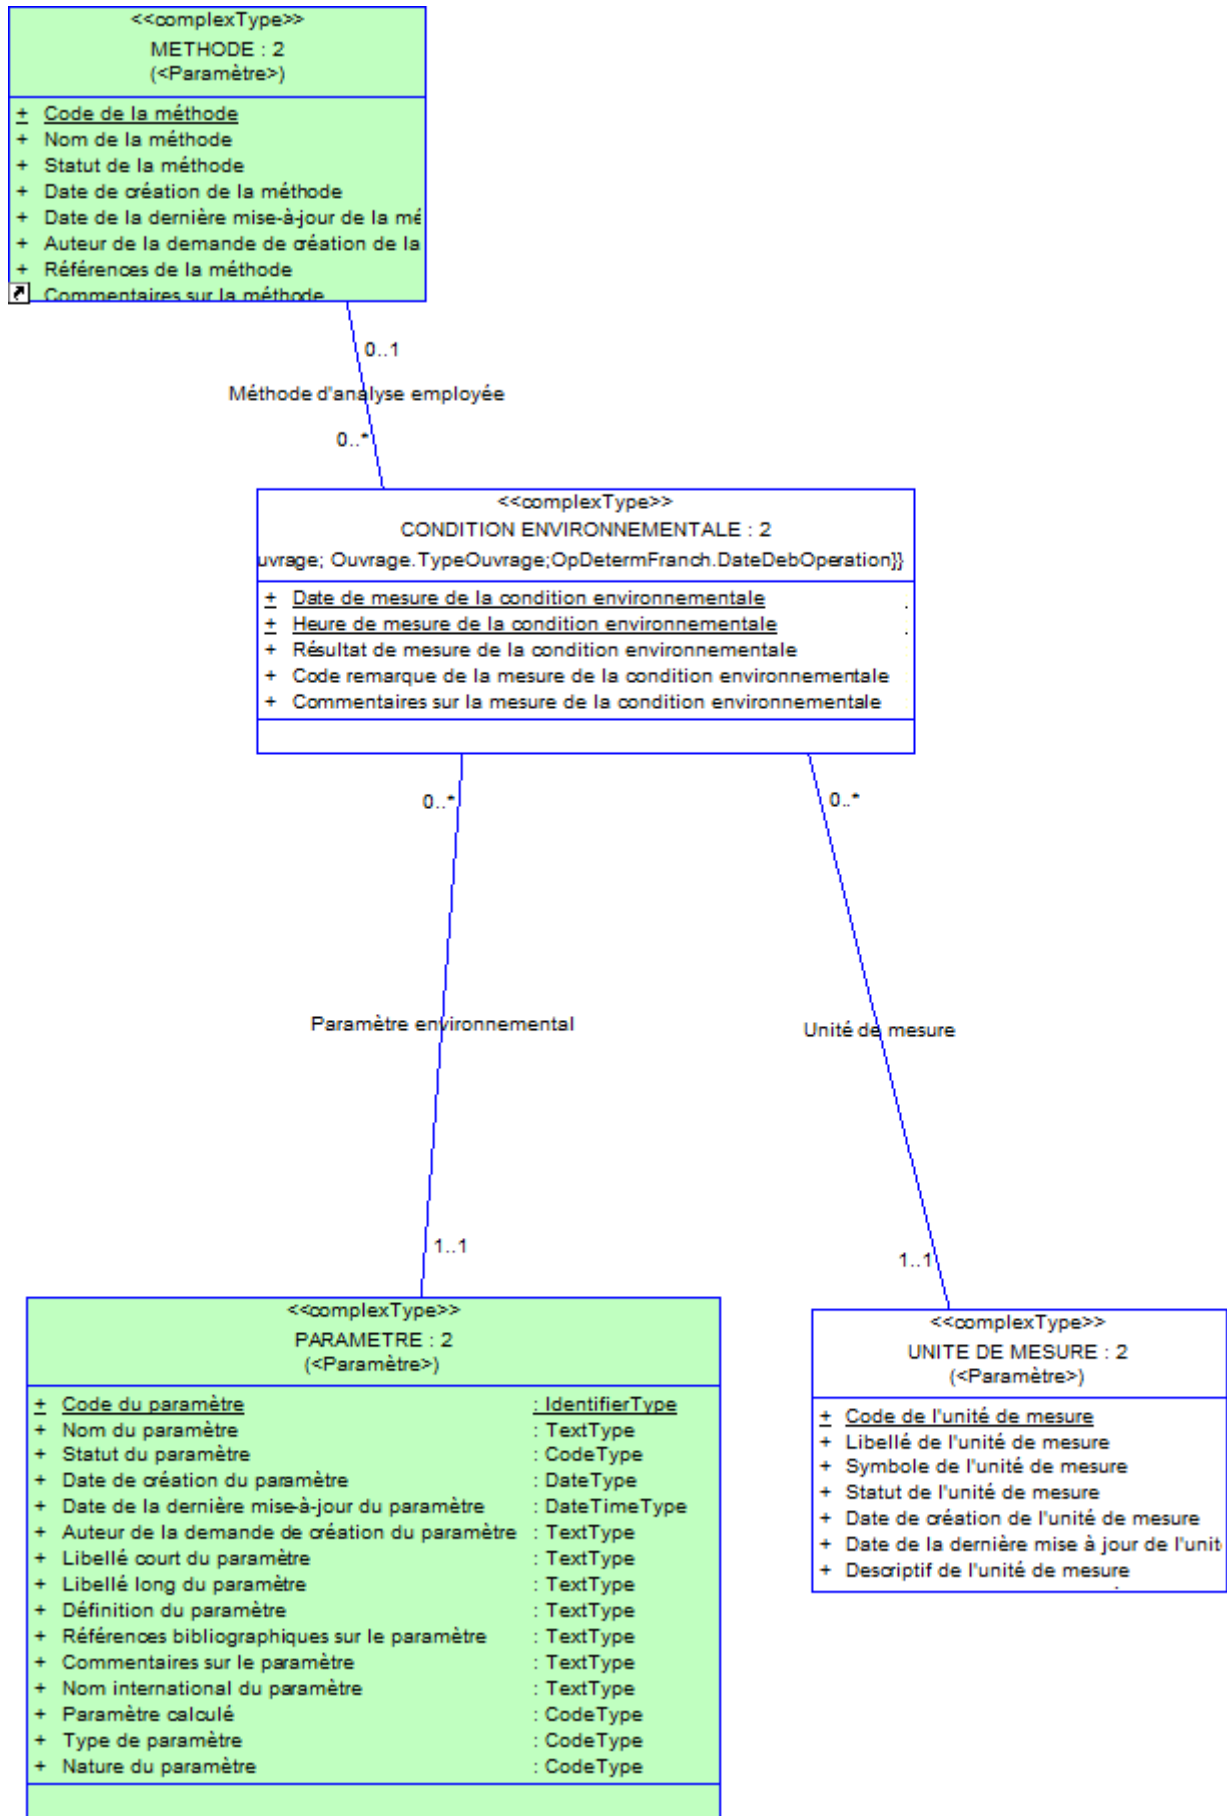 <<complexType>>
METHODE : 2
(<Paramètre>)
+ Code de la méthode
+ Nom de la méthode
+ Statut de la méthode
+ Date de création de la méthode
+ Date de la dernière mise-à-jour de la mé
+ Auteur de la demande de création de la
+ Références de la méthode
Commentaires sur la méthode
0..1
Méthode d'analyse employée
0..*
<<complexType>>
CONDITION ENVIRONNEMENTALE : 2
uvrage; Ouvrage.TypeOuvrage;OpDetermFranch.DateDebOperation}}
+ Date de mesure de la condition environnementale
+ Heure de mesure de la condition environnementale
+ Résultat de mesure de la condition environnementale
+ Code remarque de la mesure de la condition environnementale
+ Commentaires sur la mesure de la condition environnementale
0..*
0..*
Paramètre environnemental
Unité de mesure
1..1
1..1
<<complexType>>
PARAMETRE : 2
(<Paramètre>)
+ Code du paramètre : IdentifierType
+ Nom du paramètre : TextType
+ Statut du paramètre : CodeType
+ Date de création du paramètre : DateType
+ Date de la dernière mise-à-jour du paramètre : DateTimeType
+ Auteur de la demande de création du paramètre : TextType
+ Libellé court du paramètre : TextType
+ Libellé long du paramètre : TextType
+ Définition du paramètre : TextType
+ Références bibliographiques sur le paramètre : TextType
+ Commentaires sur le paramètre : TextType
+ Nom international du paramètre : TextType
+ Paramètre calculé : CodeType
+ Type de paramètre : CodeType
+ Nature du paramètre : CodeType
<<complexType>>
UNITE DE MESURE : 2
(<Paramètre>)
+ Code de l'unité de mesure
+ Libellé de l'unité de mesure
+ Symbole de l'unité de mesure
+ Statut de l'unité de mesure
+ Date de création de l'unité de mesure
+ Date de la dernière mise à jour de l'unit
+ Descriptif de l'unité de mesure